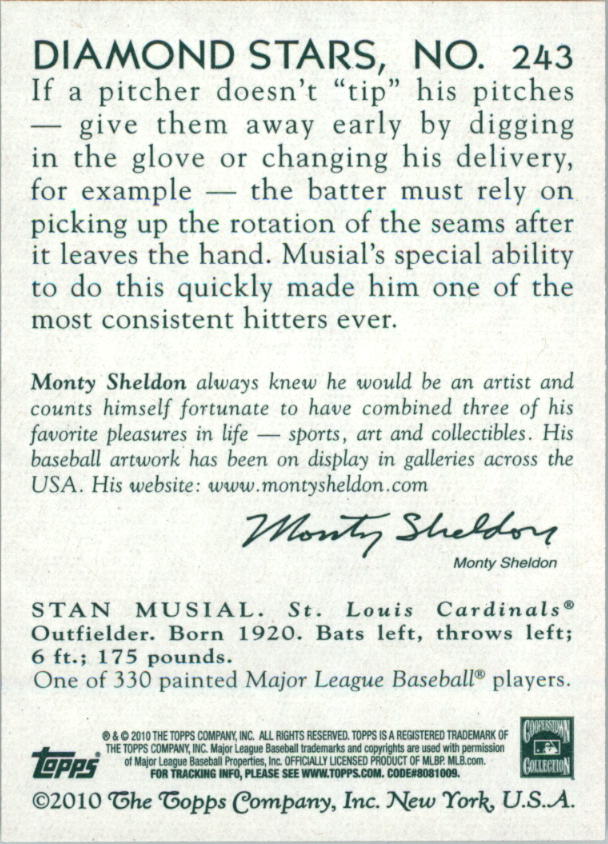 DIAMOND STARS, NO. 243
If a pitcher doesn't “tip” his pitches
— give them away early by digging
in the glove or changing his delivery,
for example — the batter must rely on
picking up the rotation of the seams after
it leaves the hand. Musial's special ability
to do this quickly made him one of the
most consistent hitters ever.
Monty Sheldon always knew he would be an artist and
counts himself fortunate to have combined three of his
favorite pleasures in life — sports, art and collectibles. His
baseball artwork has been on display in galleries across the
USA. His website: www.montysheldon.com
Monty Sheldon
Monty Sheldon
STAN MUSIAL. St. Louis Cardinals®
Outfielder. Born 1920. Bats left, throws left;
6 ft.; 175 pounds.
One of 330 painted Major League Baseball® players.
Topps®
® & © 2010 THE TOPPS COMPANY, INC. ALL RIGHTS RESERVED. TOPPS IS A REGISTERED TRADEMARK OF
THE TOPPS COMPANY, INC. Major League Baseball trademarks and copyrights are used with permission
of Major League Baseball Properties, Inc. OFFICIALLY LICENSED PRODUCT OF MLBP. MLB.com.
FOR TRACKING INFO, PLEASE SEE WWW.TOPPS.COM. CODE#8081009.
COOPERSTOWN
COLLECTION
©2010 The Topps Company, Inc. New York, U.S.A.